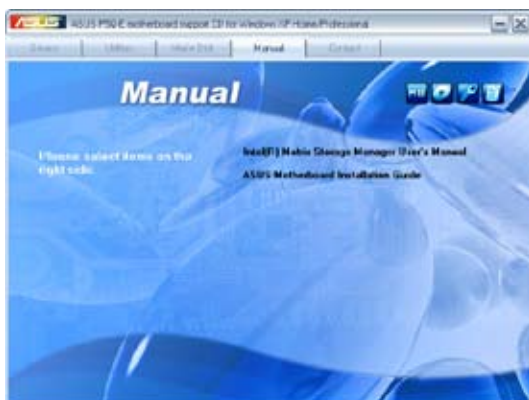 ASUS P5Q-E motherboard support CD for Windows XP Home/Professional
Drivers Utilities Make Disk Manual Contact
Manual
Please select items on the
right side.
Intel(R) Matrix Storage Manager User's Manual
ASUS Motherboard Installation Guide